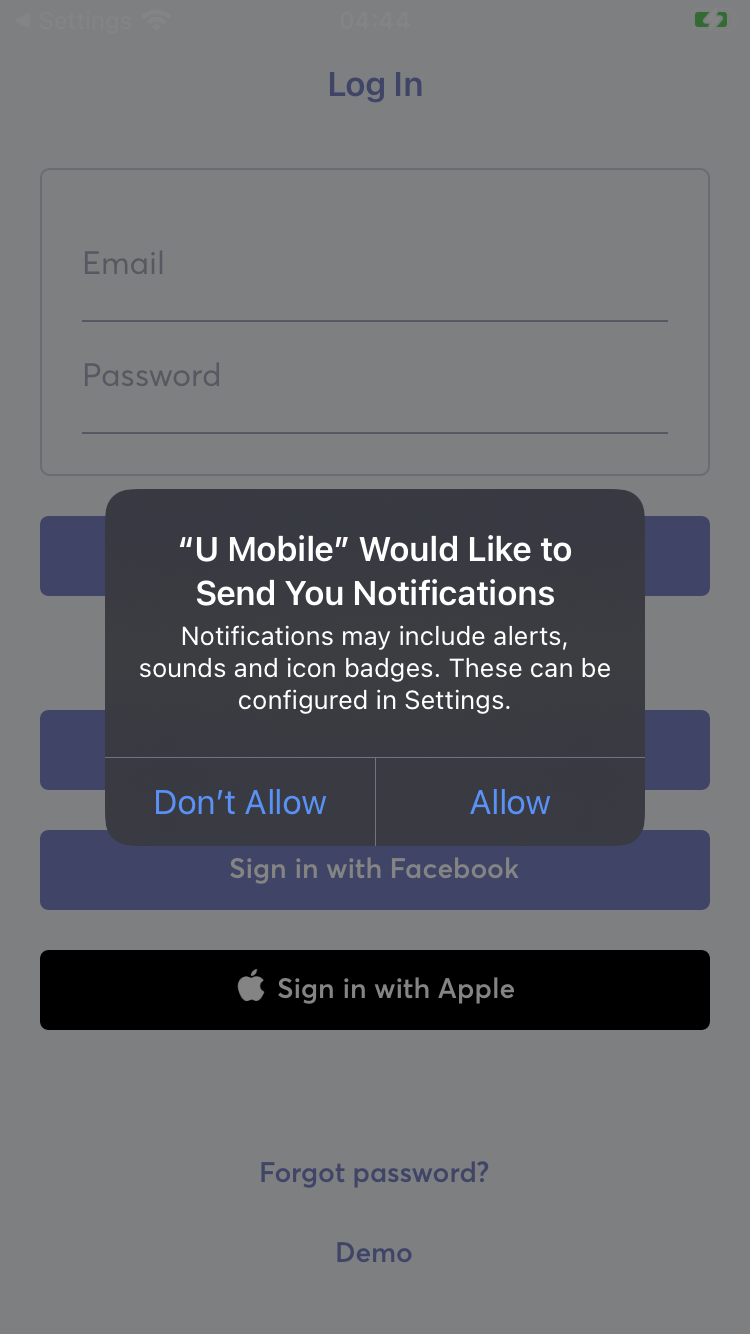 Settings
04:44
Log In
Email
Password
“U Mobile” Would Like to
Send You Notifications
Notifications may include alerts,
sounds and icon badges. These can be
configured in Settings.
Don’t Allow
Allow
Sign in with Facebook
Sign in with Apple
Forgot password?
Demo